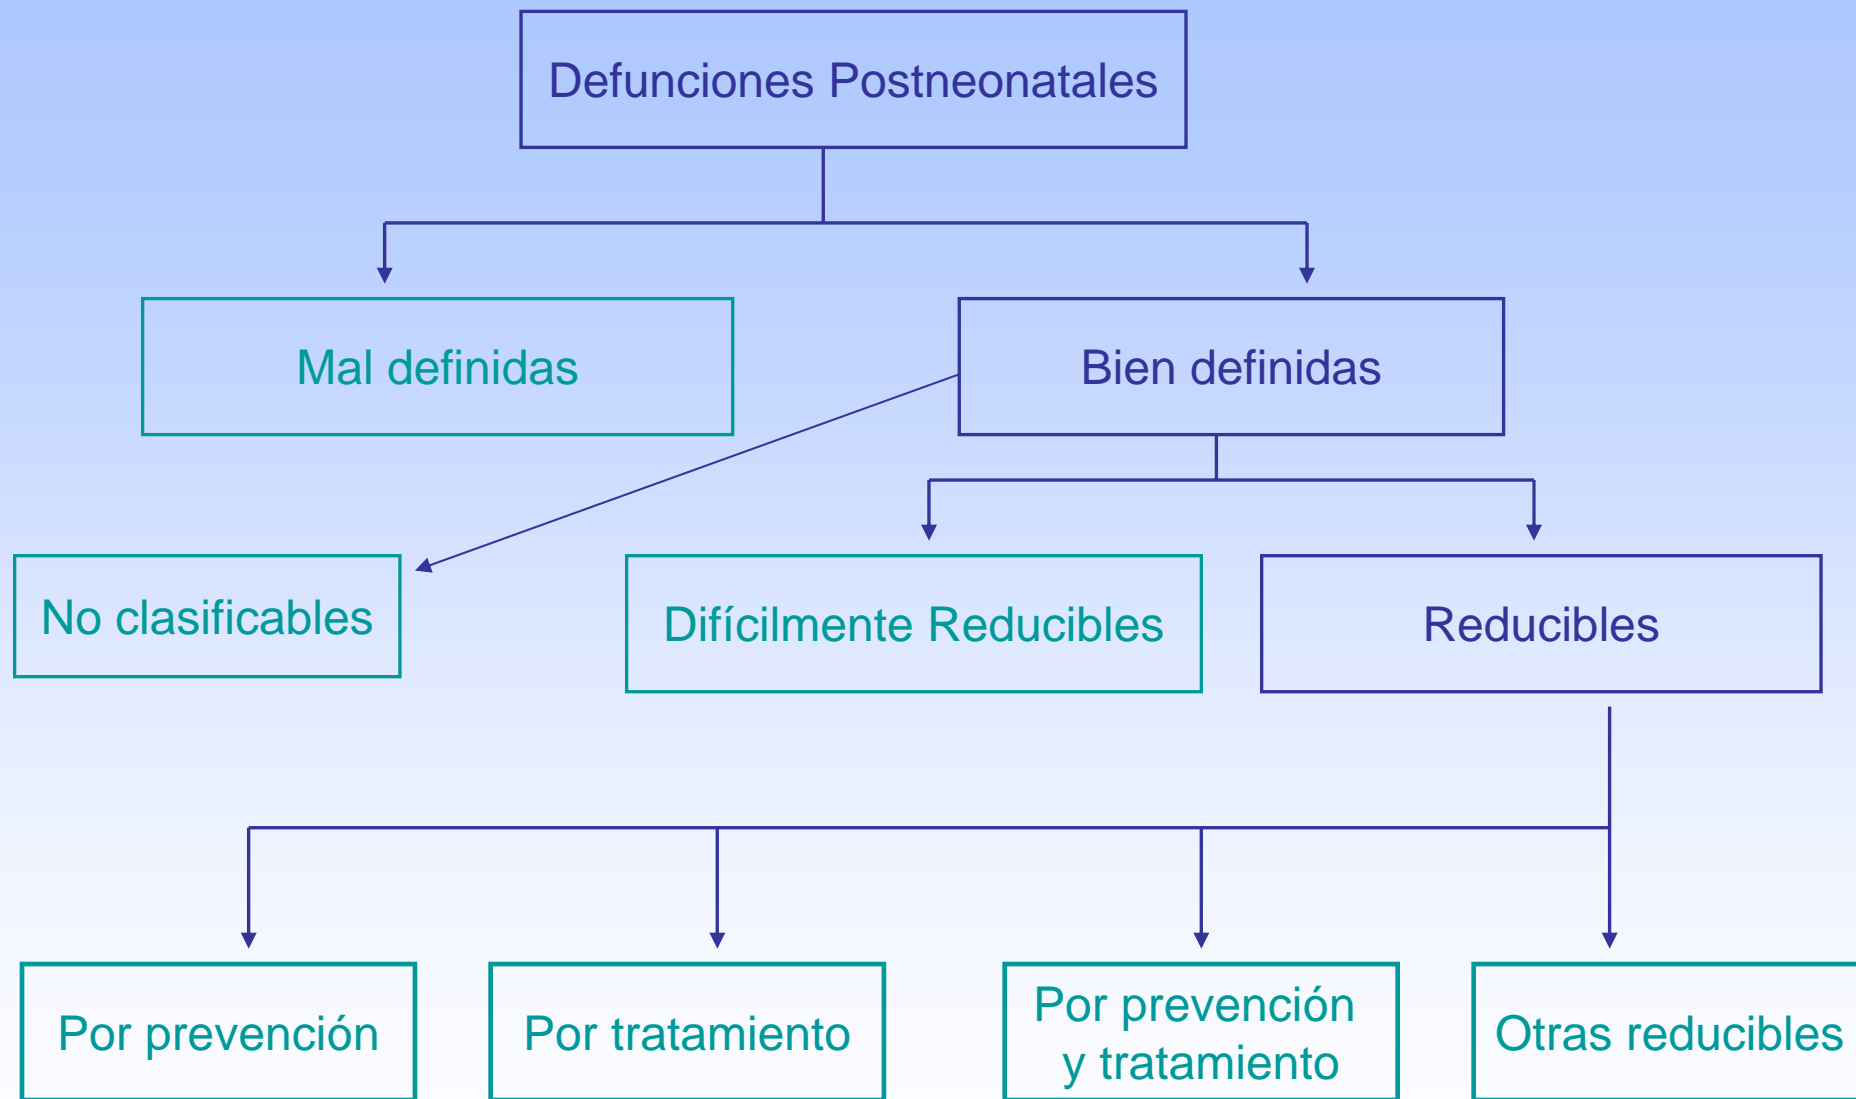 Defunciones Postneonatales
Mal definidas
Bien definidas
No clasificables
Difícilmente Reducibles
Reducibles
Por prevención
Por tratamiento
Por prevención
y tratamiento
Otras reducibles